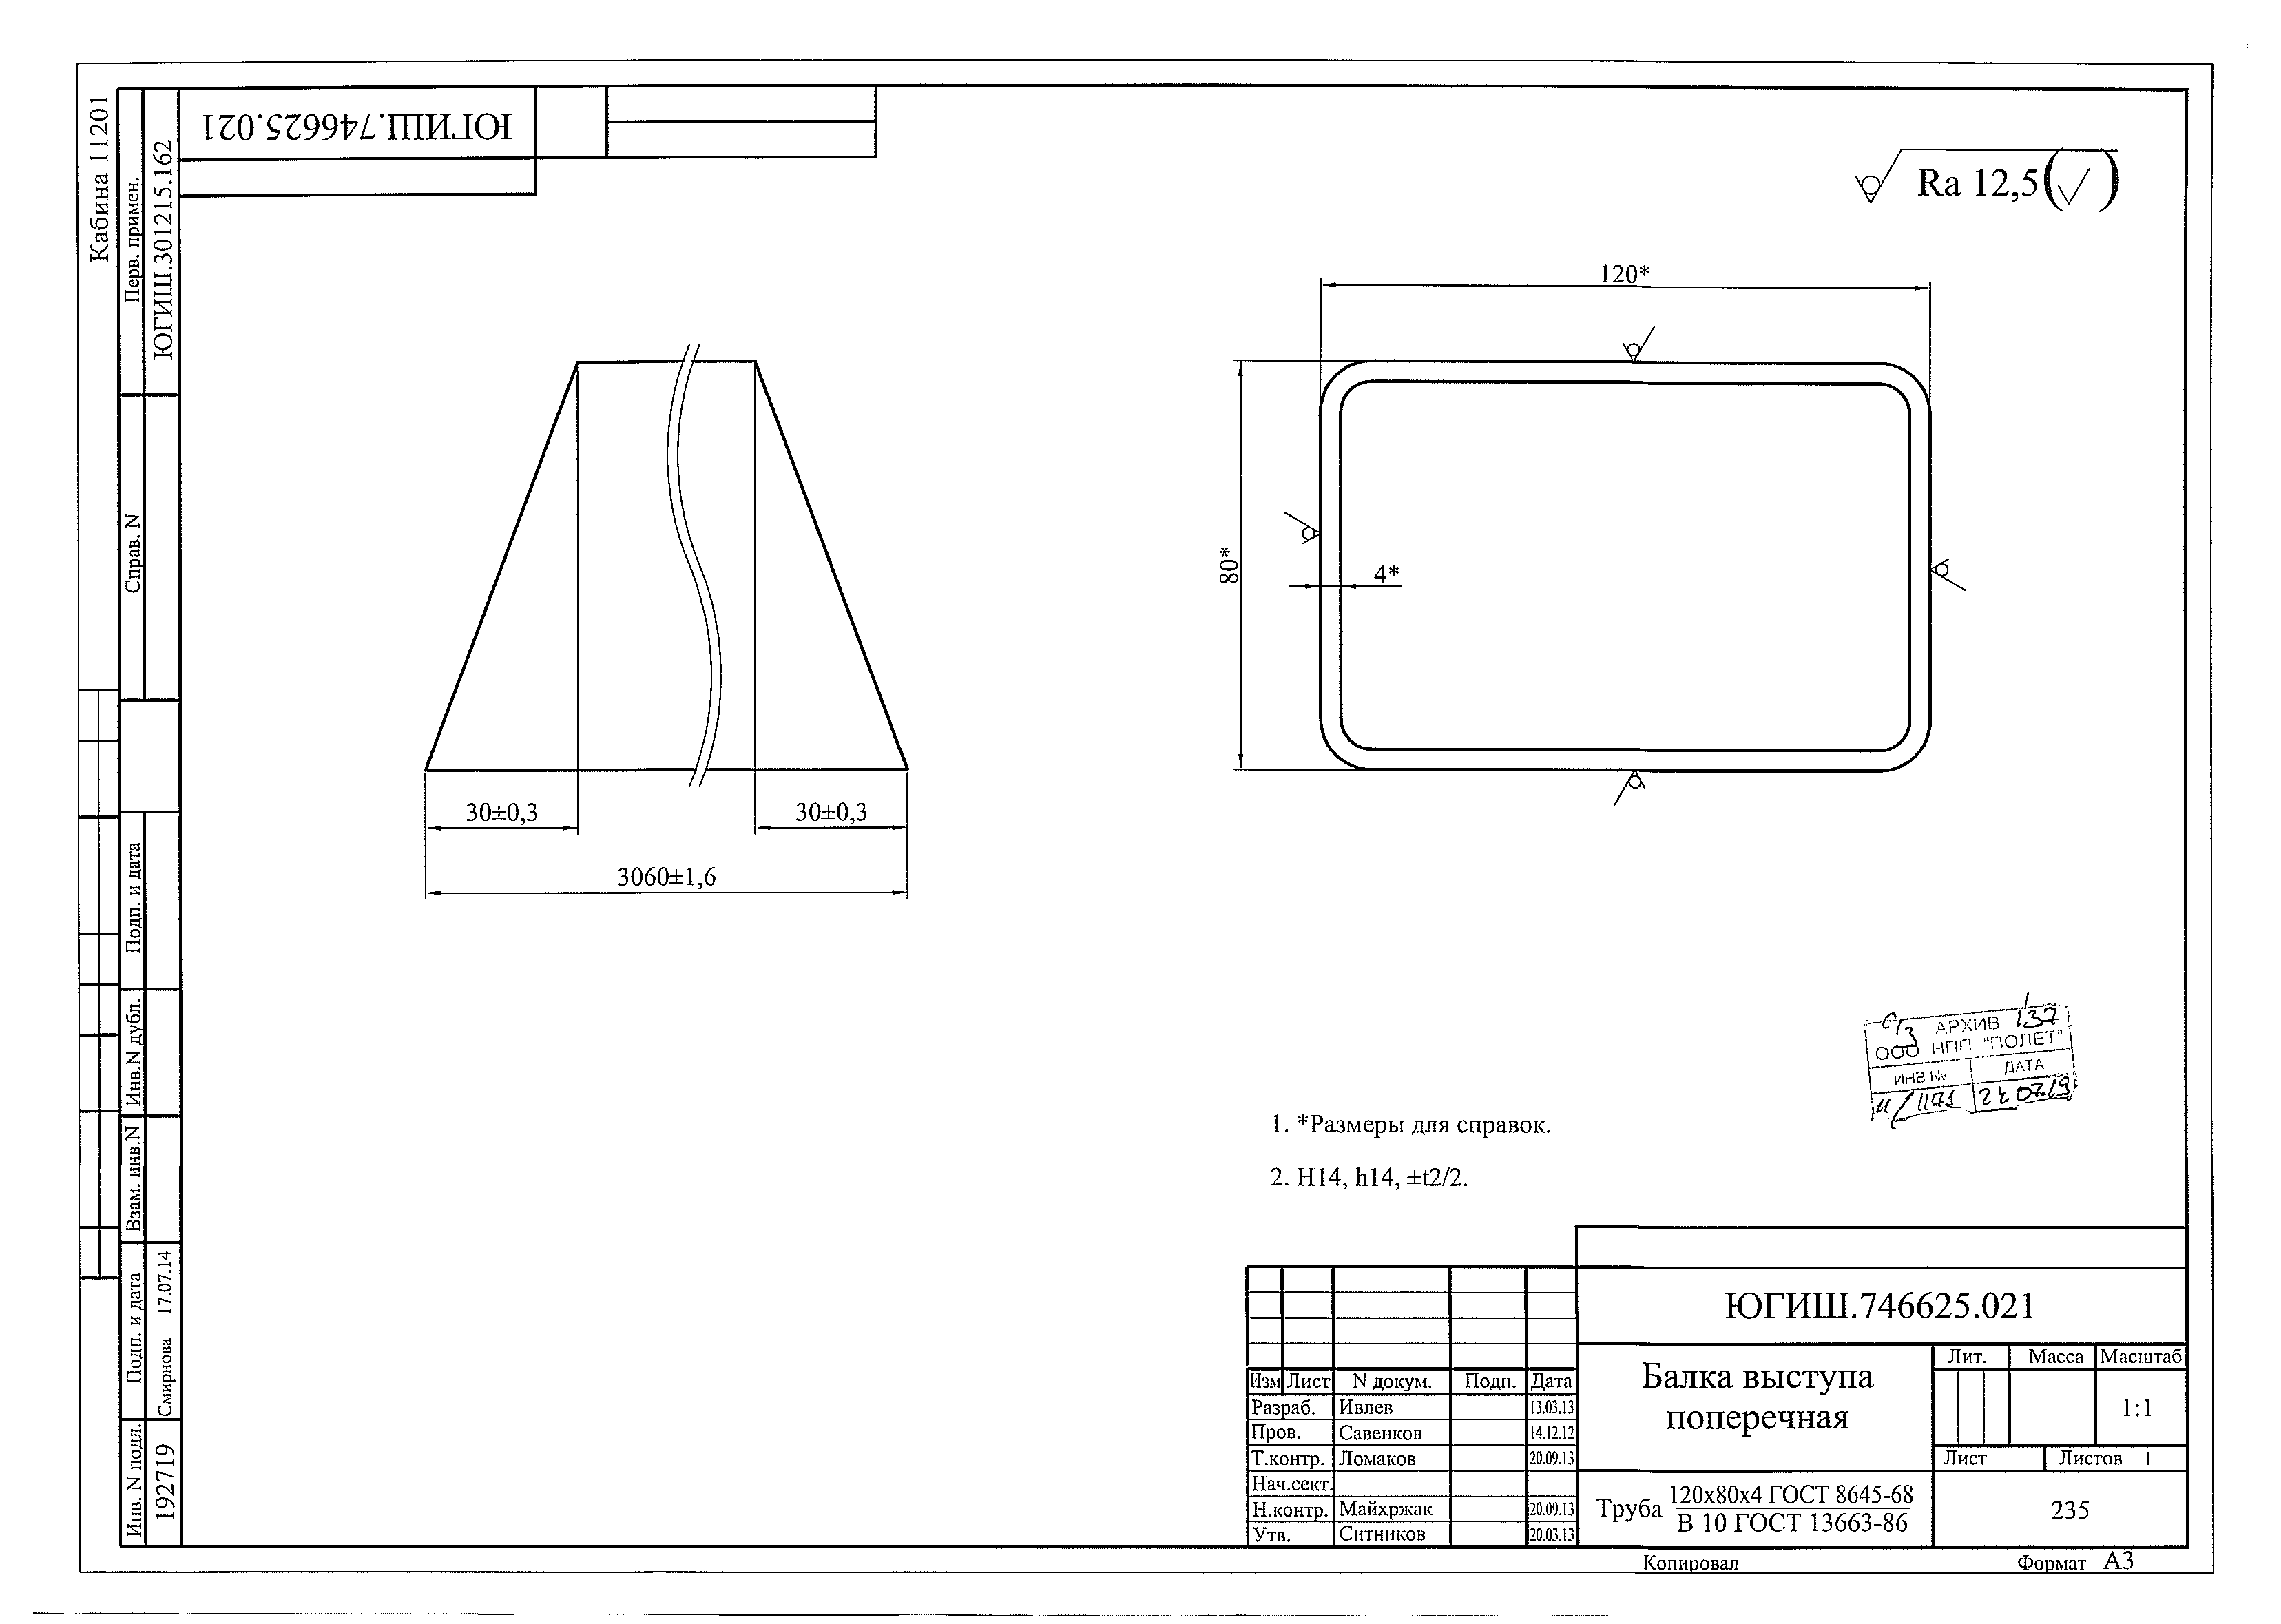 Кабина 11201
Перв. примен.
ЮГИШ.301215.162
Справ. N
Подп. и дата
Инв.N дубл.
Взам. инв.N
Подп. и дата
Смирнова 17.07.14
Инв. N подл.
192719
ЮГИШ.746625.021
Ra 12,5
120*
80*
4*
30±0,3
30±0,3
3060±1,6
С/З АРХИВ 137
ООО НПП "ПОЛЕТ"
ИНВ № ДАТА
И/1171 24.07.19
1. *Размеры для справок.
2. H14, h14, ±t2/2.
ЮГИШ.746625.021
Балка выступа
поперечная
Лит. Масса Масштаб
1:1
Лист Листов 1
Изм Лист N докум. Подп. Дата
Разраб. Ивлев 13.03.13
Пров. Савенков 14.12.12
Т.контр. Ломаков 20.09.13
Нач.сект.
Н.контр. Майхржак 20.09.13
Утв. Ситников 20.03.13
Труба 120x80x4 ГОСТ 8645-68
В 10 ГОСТ 13663-86
235
Копировал Формат А3